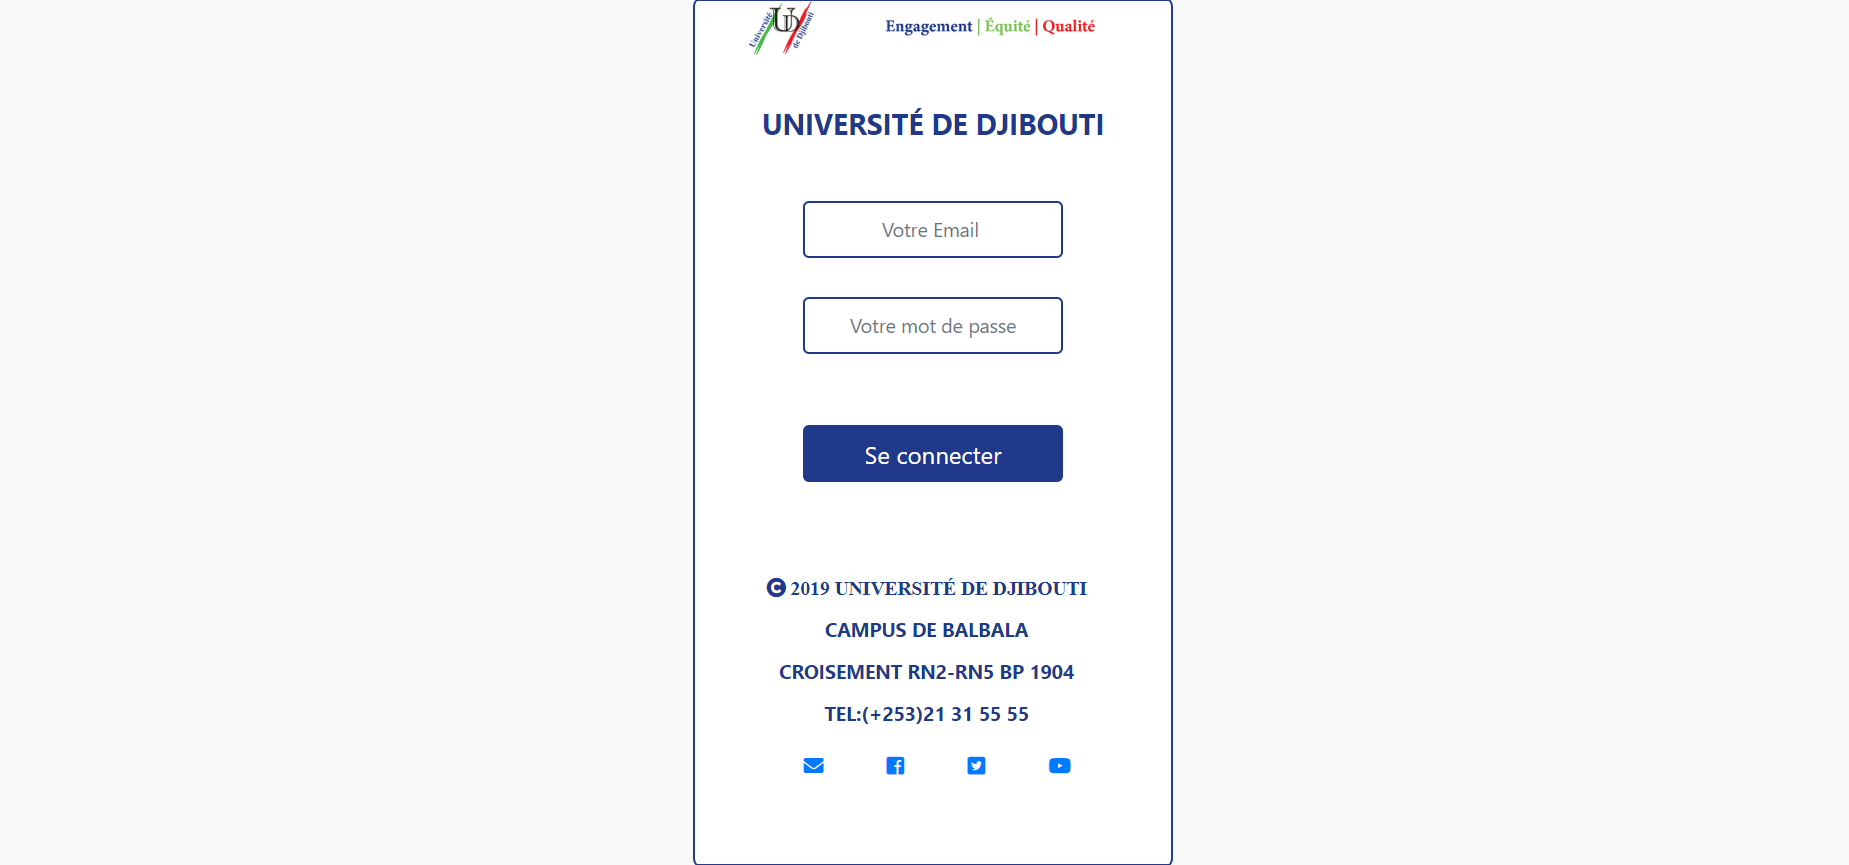 Université UD de Djibouti
Engagement | Équité | Qualité
UNIVERSITÉ DE DJIBOUTI
Votre Email
Votre mot de passe
Se connecter
© 2019 UNIVERSITÉ DE DJIBOUTI
CAMPUS DE BALBALA
CROISEMENT RN2-RN5 BP 1904
TEL:(+253)21 31 55 55